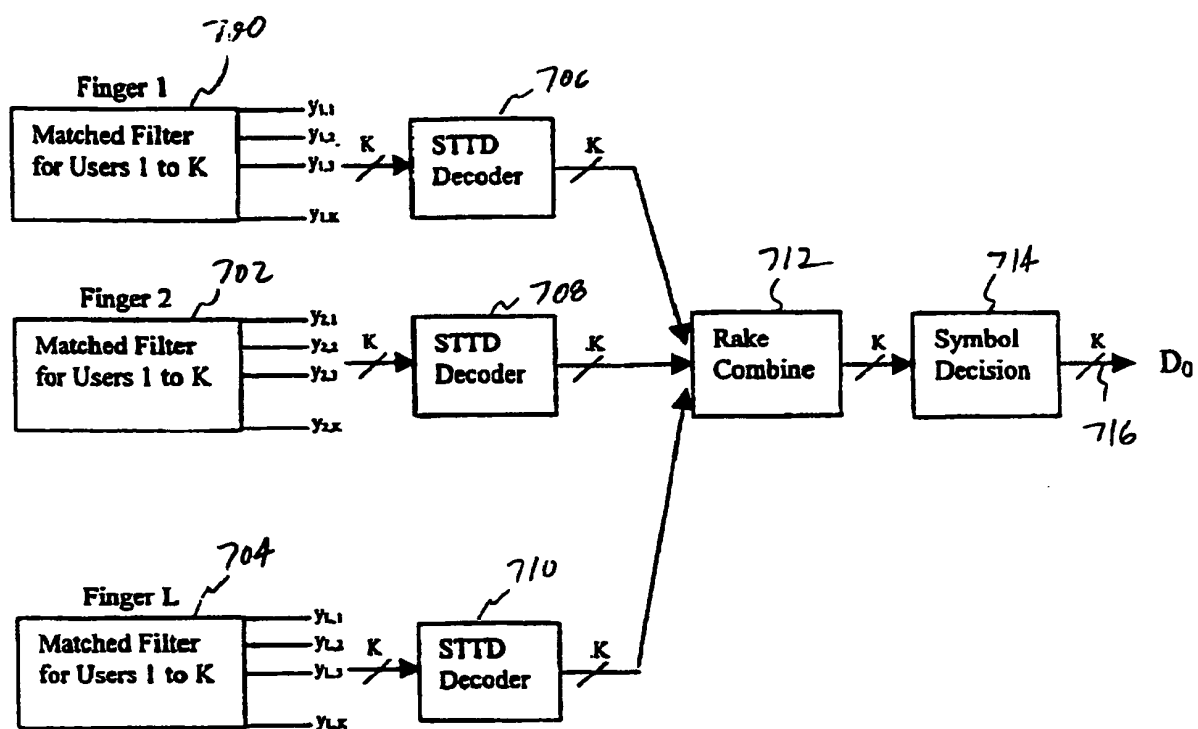 700
Finger 1
Matched Filter
for Users 1 to K
y1,1
y1,2
y1,3
y1,K
K
706
STTD
Decoder
K
702
Finger 2
Matched Filter
for Users 1 to K
y2,1
y2,2
y2,3
y2,K
K
708
STTD
Decoder
K
712
Rake
Combine
K
714
Symbol
Decision
K
716
D0
704
Finger L
Matched Filter
for Users 1 to K
yL,1
yL,2
yL,3
yL,K
K
710
STTD
Decoder
K